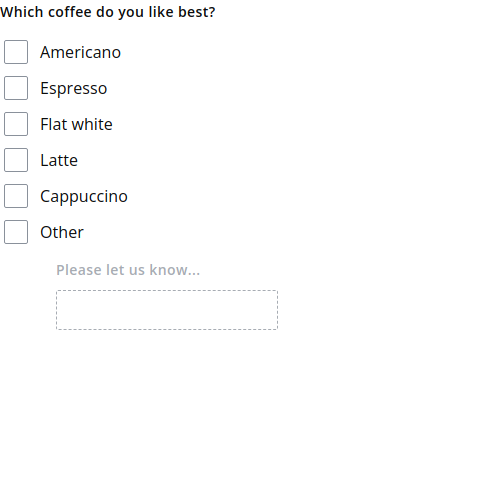 Which coffee do you like best?
Americano
Espresso
Flat white
Latte
Cappuccino
Other
Please let us know...